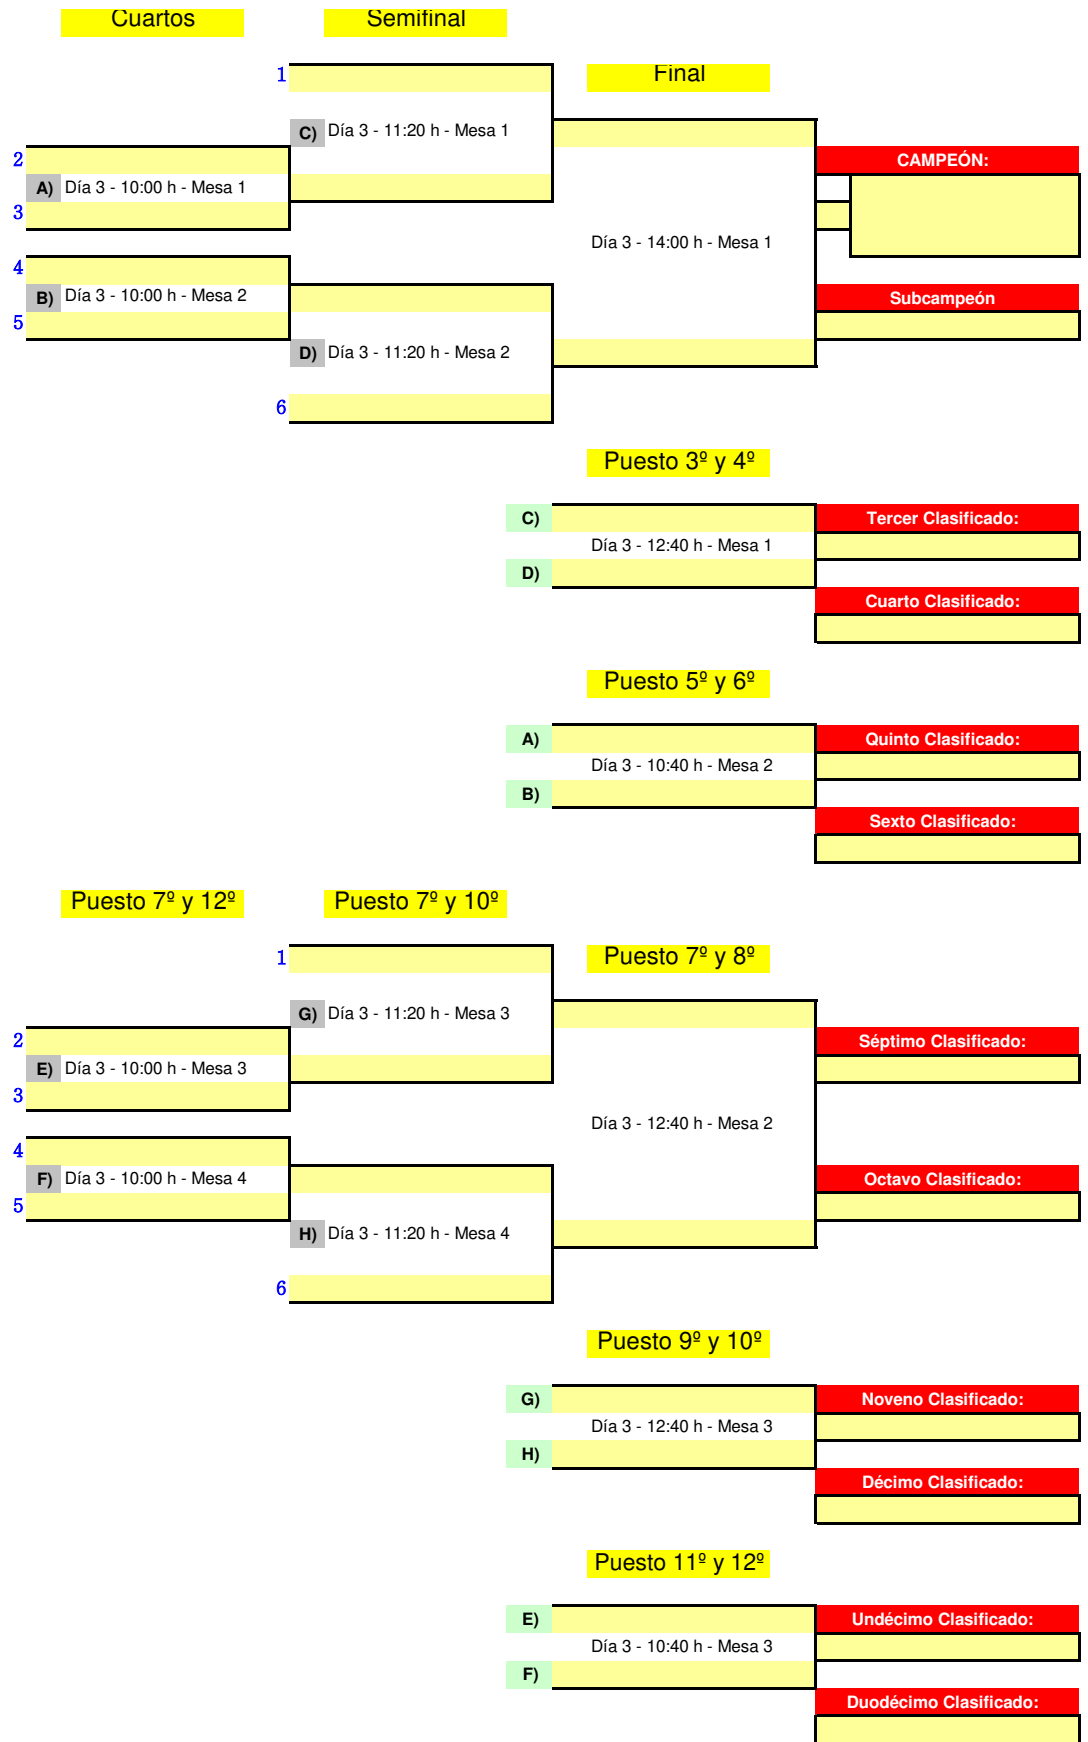 Cuartos
Semifinal
1
Final
C) Día 3 - 11:20 h - Mesa 1
2
CAMPEÓN:
A) Día 3 - 10:00 h - Mesa 1
3
Día 3 - 14:00 h - Mesa 1
4
B) Día 3 - 10:00 h - Mesa 2
Subcampeón
5
D) Día 3 - 11:20 h - Mesa 2
6
Puesto 3º y 4º
C)
Tercer Clasificado:
Día 3 - 12:40 h - Mesa 1
D)
Cuarto Clasificado:
Puesto 5º y 6º
A)
Quinto Clasificado:
Día 3 - 10:40 h - Mesa 2
B)
Sexto Clasificado:
Puesto 7º y 12º
Puesto 7º y 10º
1
Puesto 7º y 8º
G) Día 3 - 11:20 h - Mesa 3
2
Séptimo Clasificado:
E) Día 3 - 10:00 h - Mesa 3
3
Día 3 - 12:40 h - Mesa 2
4
F) Día 3 - 10:00 h - Mesa 4
Octavo Clasificado:
5
H) Día 3 - 11:20 h - Mesa 4
6
Puesto 9º y 10º
G)
Noveno Clasificado:
Día 3 - 12:40 h - Mesa 3
H)
Décimo Clasificado:
Puesto 11º y 12º
E)
Undécimo Clasificado:
Día 3 - 10:40 h - Mesa 3
F)
Duodécimo Clasificado: